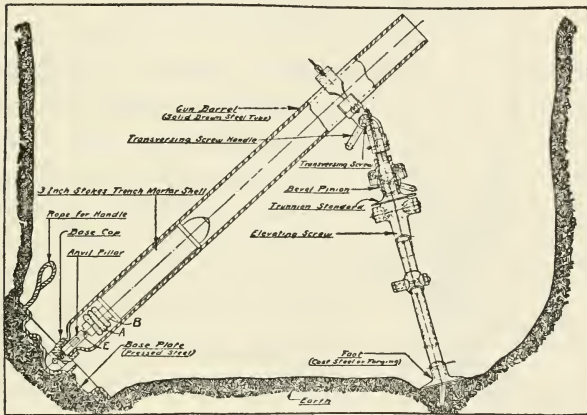 Gun Barrel
(Solid Drawn Steel Tube)
Transversing Screw Handle
Transversing Screw
3 Inch Stokes Trench Mortar Shell
Bevel Pinion
Trunnion Standard
Rope for Handle
Base Cap
Elevating Screw
Anvil Pillar
B
A
C
Base Plate
(Pressed Steel)
Foot
(Cast Steel or Forging)
Earth